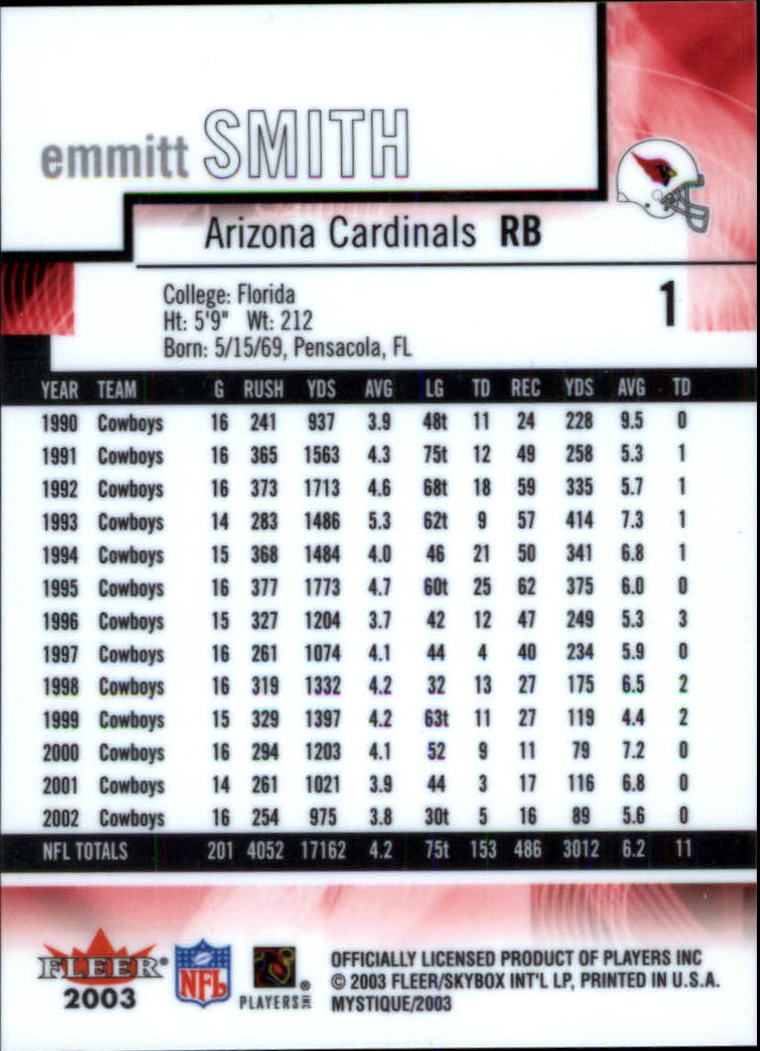 emmitt SMITH
Arizona Cardinals RB
College: Florida
1
Ht: 5'9" Wt: 212
Born: 5/15/69, Pensacola, FL
YEAR TEAM G RUSH YDS AVG LG TD REC YDS AVG TD
1990 Cowboys 16 241 937 3.9 48t 11 24 228 9.5 0
1991 Cowboys 16 365 1563 4.3 75t 12 49 258 5.3 1
1992 Cowboys 16 373 1713 4.6 68t 18 59 335 5.7 1
1993 Cowboys 14 283 1486 5.3 62t 9 57 414 7.3 1
1994 Cowboys 15 368 1484 4.0 46 21 50 341 6.8 1
1995 Cowboys 16 377 1773 4.7 60t 25 62 375 6.0 0
1996 Cowboys 15 327 1204 3.7 42 12 47 249 5.3 3
1997 Cowboys 16 261 1074 4.1 44 4 40 234 5.9 0
1998 Cowboys 16 319 1332 4.2 32 13 27 175 6.5 2
1999 Cowboys 15 329 1397 4.2 63t 11 27 119 4.4 2
2000 Cowboys 16 294 1203 4.1 52 9 11 79 7.2 0
2001 Cowboys 14 261 1021 3.9 44 3 17 116 6.8 0
2002 Cowboys 16 254 975 3.8 30t 5 16 89 5.6 0
NFL TOTALS 201 4052 17162 4.2 75t 153 486 3012 6.2 11
FLEER®
2003
NFL
PLAYERS INC ®
OFFICIALLY LICENSED PRODUCT OF PLAYERS INC
© 2003 FLEER/SKYBOX INT'L LP, PRINTED IN U.S.A.
MYSTIQUE/2003